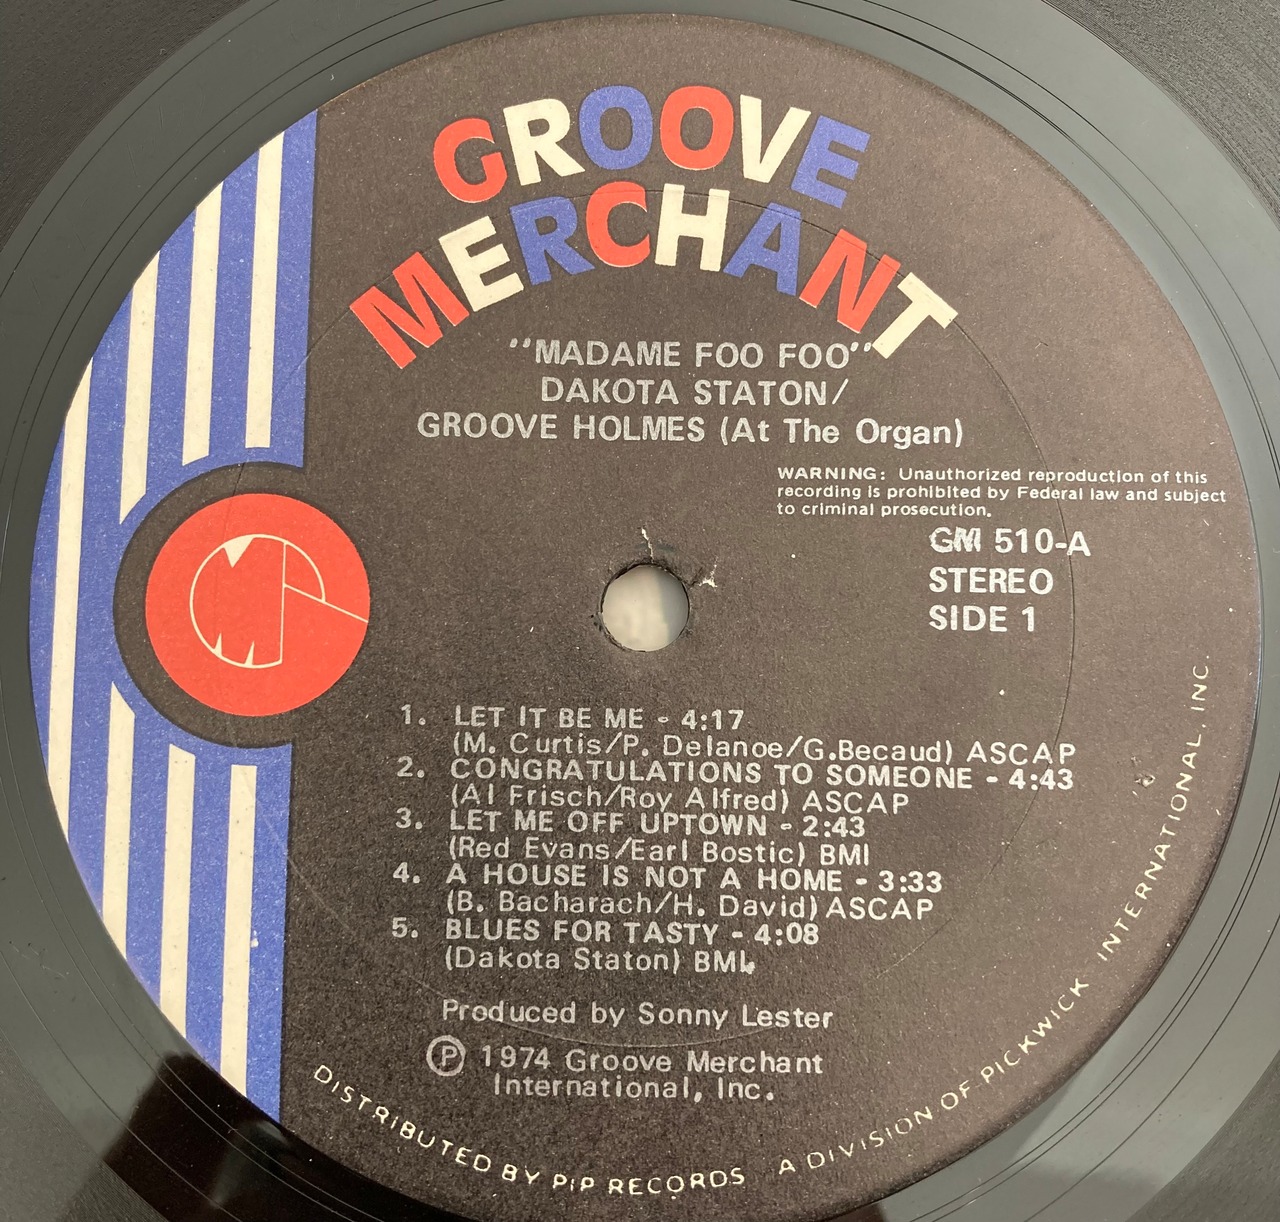 GROOVE
MERCHANT
"MADAME FOO FOO"
DAKOTA STATON/
GROOVE HOLMES (At The Organ)
WARNING: Unauthorized reproduction of this
recording is prohibited by Federal law and subject
to criminal prosecution.
GM 510-A
STEREO
SIDE 1
1. LET IT BE ME - 4:17
(M. Curtis/P. Delanoe/G.Becaud) ASCAP
2. CONGRATULATIONS TO SOMEONE - 4:43
(Al Frisch/Roy Alfred) ASCAP
3. LET ME OFF UPTOWN - 2:43
(Red Evans/Earl Bostic) BMI
4. A HOUSE IS NOT A HOME - 3:33
(B. Bacharach/H. David) ASCAP
5. BLUES FOR TASTY - 4:08
(Dakota Staton) BMI.
Produced by Sonny Lester
Ⓟ 1974 Groove Merchant
International, Inc.
DISTRIBUTED BY PIP RECORDS A DIVISION OF PICKWICK INTERNATIONAL, INC.